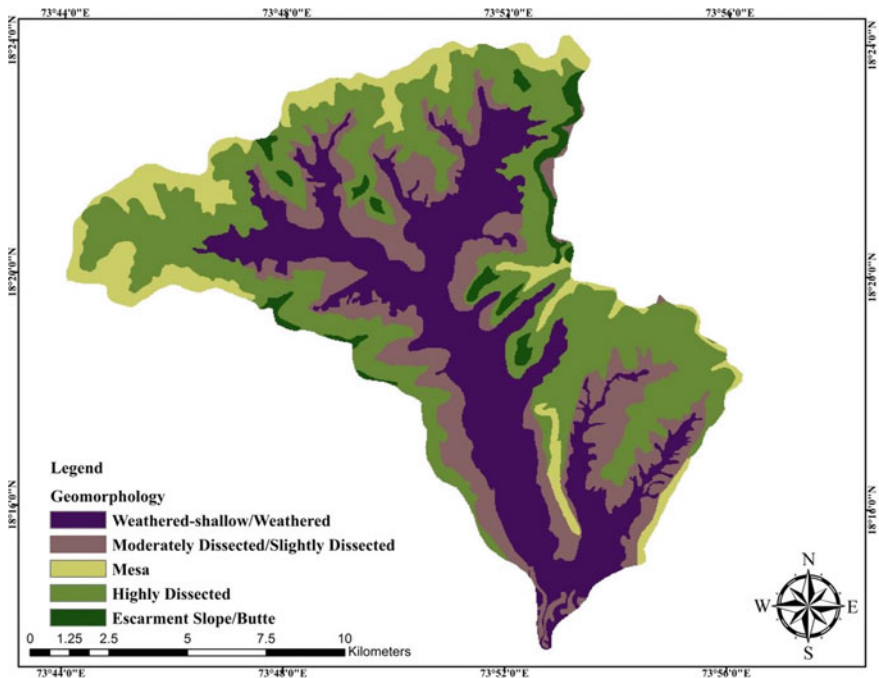 73°44'0"E 73°48'0"E 73°52'0"E 73°56'0"E
18°24'0"N 18°24'0"N
18°20'0"N 18°20'0"N
18°16'0"N 18°16'0"N
Legend
Geomorphology
Weathered-shallow/Weathered
Moderately Dissected/Slightly Dissected
Mesa
Highly Dissected
Escarment Slope/Butte
0 1.25 2.5 5 7.5 10
Kilometers
N
W E
S
73°44'0"E 73°48'0"E 73°52'0"E 73°56'0"E